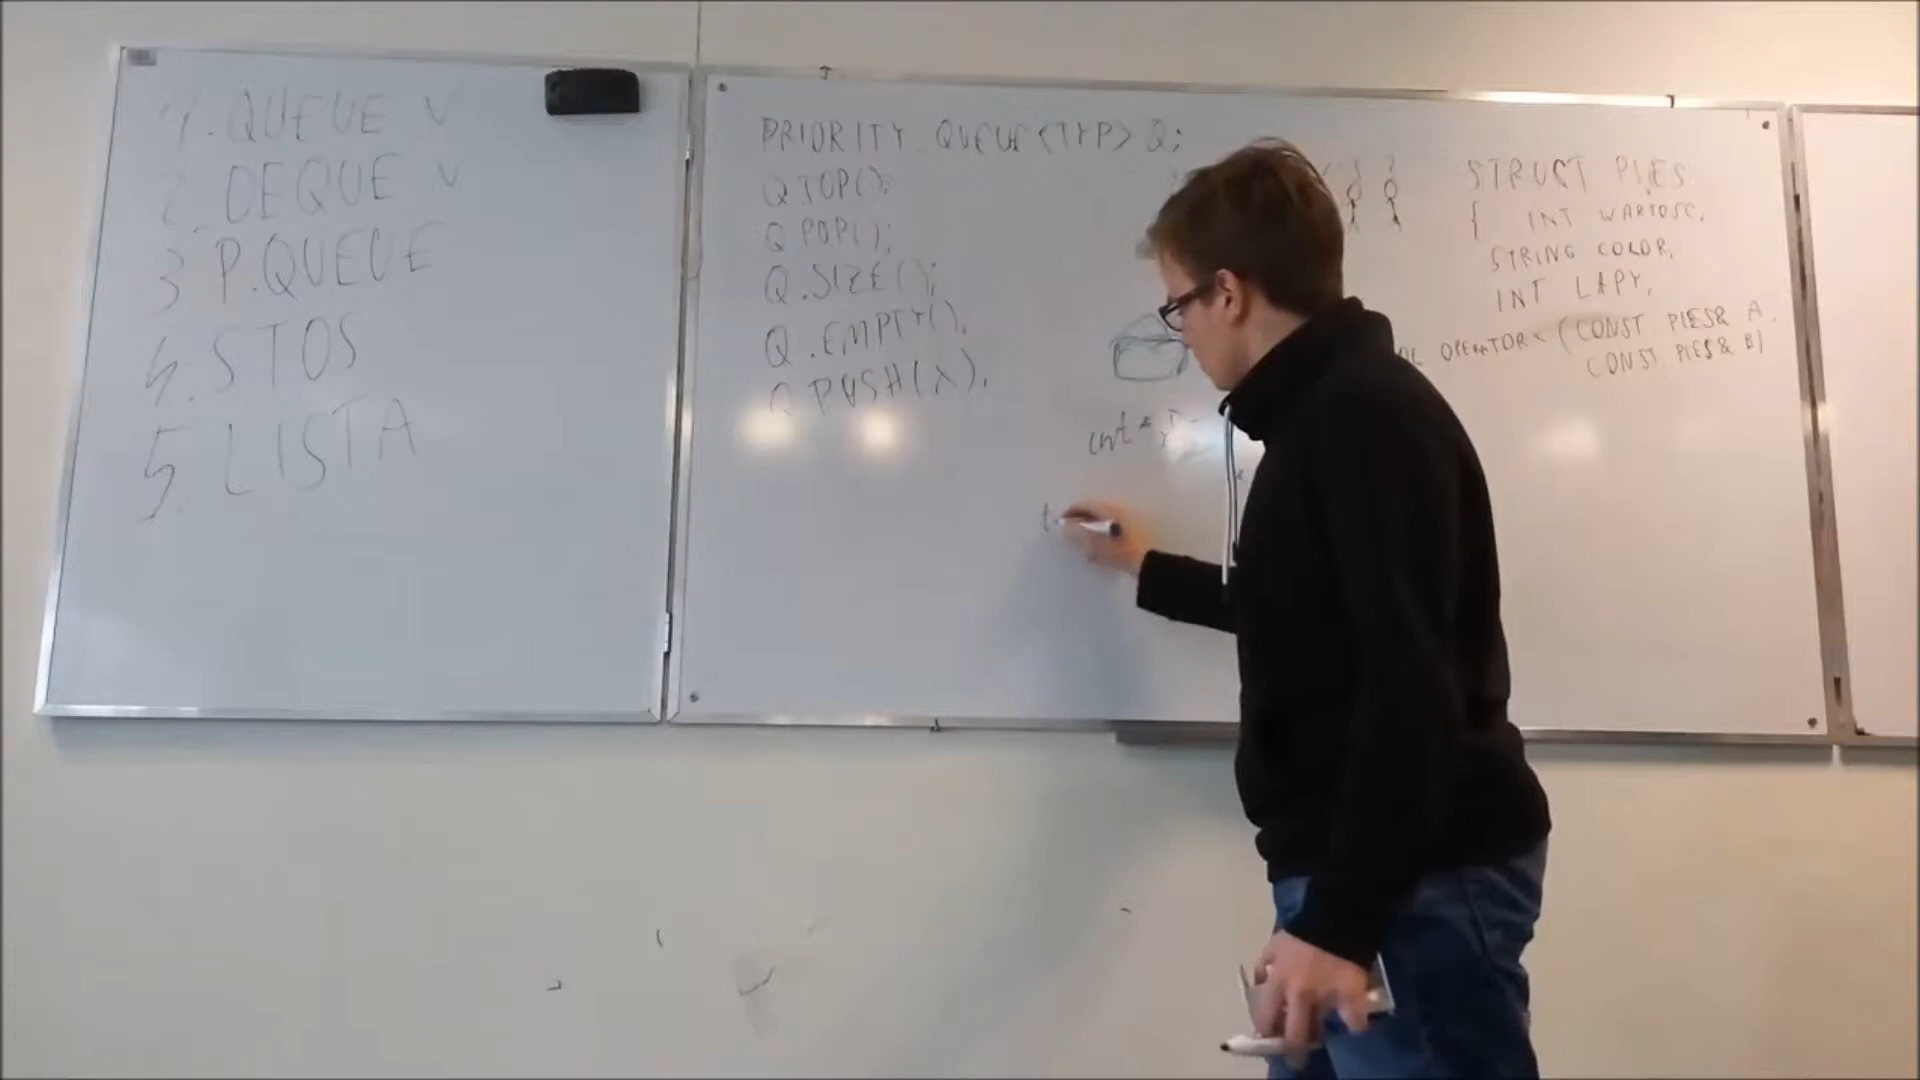 1. QUEUE V
2. DEQUE V
3 P.QUEUE
4. STOS
5. LISTA
PRIORITY_QUEUE<TYP> Q;
Q.TOP();
Q POP();
Q.SIZE();
Q.EMPTY();
Q PUSH(X);
int *
STRUCT PIES
{ INT WARTOSC,
STRING COLOR,
INT LAPY,
OPERATOR< (CONST PIES& A,
CONST PIES& B)